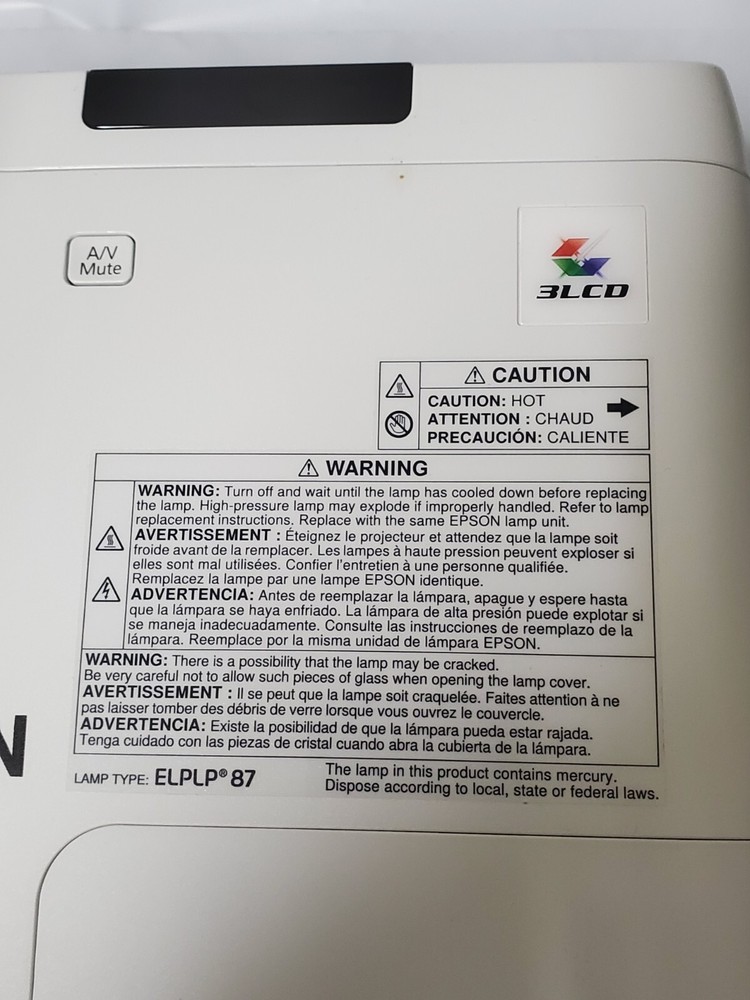 A/V
Mute
3LCD
CAUTION
CAUTION: HOT
ATTENTION : CHAUD
PRECAUCIÓN: CALIENTE
WARNING
WARNING: Turn off and wait until the lamp has cooled down before replacing
the lamp. High-pressure lamp may explode if improperly handled. Refer to lamp
replacement instructions. Replace with the same EPSON lamp unit.
AVERTISSEMENT : Éteignez le projecteur et attendez que la lampe soit
froide avant de la remplacer. Les lampes à haute pression peuvent exploser si
elles sont mal utilisées. Confier l'entretien à une personne qualifiée.
Remplacez la lampe par une lampe EPSON identique.
ADVERTENCIA: Antes de reemplazar la lámpara, apague y espere hasta
que la lámpara se haya enfriado. La lámpara de alta presión puede explotar si
se maneja inadecuadamente. Consulte las instrucciones de reemplazo de la
lámpara. Reemplace por la misma unidad de lámpara EPSON.
WARNING: There is a possibility that the lamp may be cracked.
Be very careful not to allow such pieces of glass when opening the lamp cover.
AVERTISSEMENT : Il se peut que la lampe soit craquelée. Faites attention à ne
pas laisser tomber des débris de verre lorsque vous ouvrez le couvercle.
ADVERTENCIA: Existe la posibilidad de que la lámpara pueda estar rajada.
Tenga cuidado con las piezas de cristal cuando abra la cubierta de la lámpara.
N
LAMP TYPE: ELPLP® 87
The lamp in this product contains mercury.
Dispose according to local, state or federal laws.